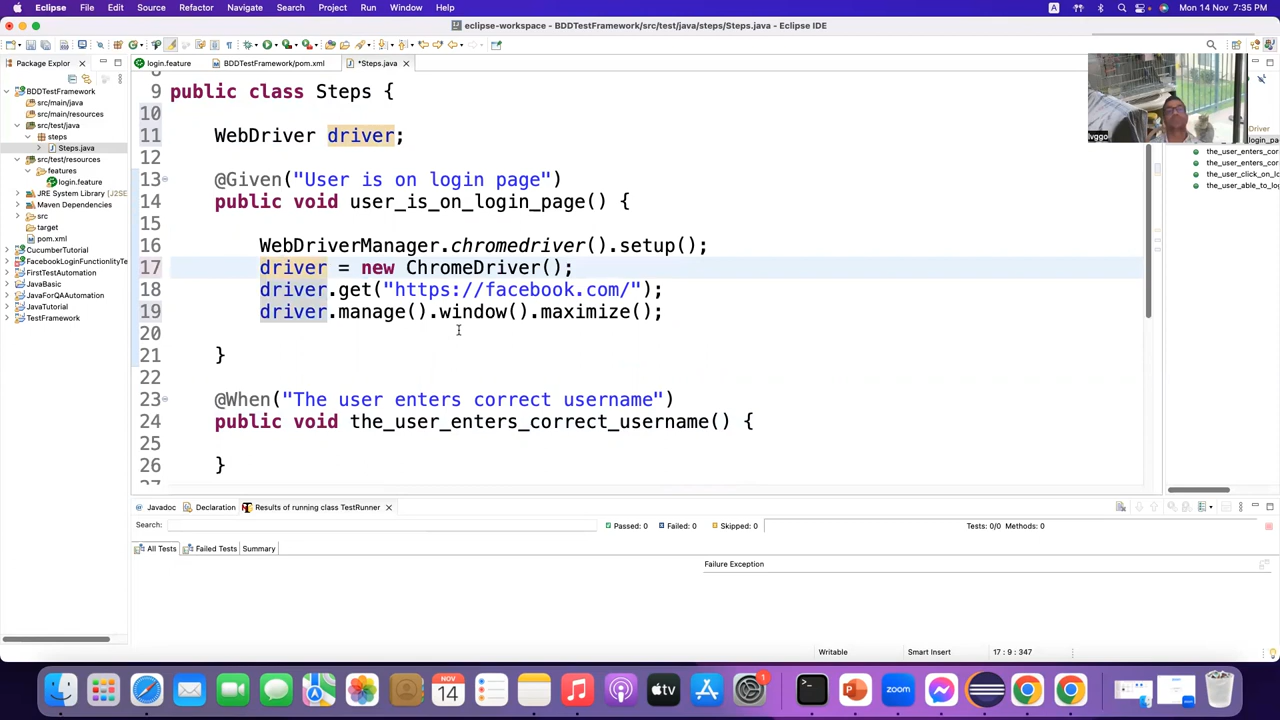 Eclipse File Edit Source Refactor Navigate Search Project Run Window Help
A Mon 14 Nov 7:35 PM
eclipse-workspace - BDDTestFramework/src/test/java/steps/Steps.java - Eclipse IDE
Package Explor
login.feature
BDDTestFramework/pom.xml
*Steps.java
BDDTestFramework
src/main/java
src/main/resources
src/test/java
steps
Steps.java
src/test/resources
features
login.feature
JRE System Library [J2SE
Maven Dependencies
src
target
pom.xml
CucumberTutorial
FacebookLoginFunctionlityTe
FirstTestAutomation
JavaBasic
JavaForQAAutomation
JavaTutorial
TestFramework
9 public class Steps {
10
11 WebDriver driver;
12
13 @Given("User is on login page")
14 public void user_is_on_login_page() {
15
16 WebDriverManager.chromedriver().setup();
17 driver = new ChromeDriver();
18 driver.get("https://facebook.com/");
19 driver.manage().window().maximize();
20
21 }
22
23 @When("The user enters correct username")
24 public void the_user_enters_correct_username() {
25
26 }
Driver
login_pa
the_user_enters_cor
the_user_enters_cor
the_user_click_on_lo
the_user_able_to_lo
Javadoc
Declaration
Results of running class TestRunner
Search:
Passed: 0
Failed: 0
Skipped: 0
Tests: 0/0 Methods: 0
All Tests
Failed Tests
Summary
Failure Exception
Writable
Smart Insert
17 : 9 : 347
NOV
14
tv
zoom
1